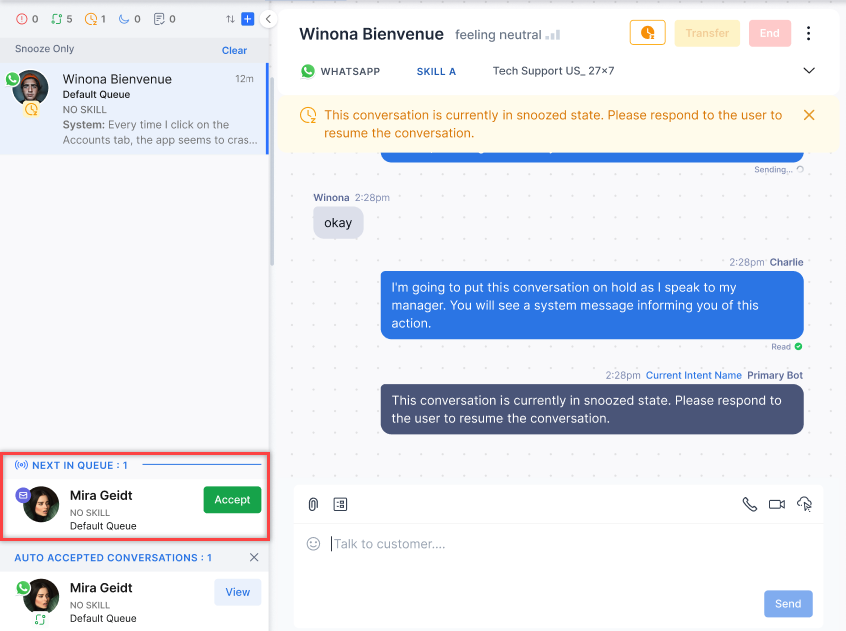 0 5 1 0 0
Snooze Only Clear
Winona Bienvenue 12m
Default Queue
NO SKILL
System: Every time I click on the
Accounts tab, the app seems to cras...
NEXT IN QUEUE : 1
Mira Geidt
NO SKILL
Default Queue
Accept
AUTO ACCEPTED CONVERSATIONS : 1
Mira Geidt
NO SKILL
Default Queue
View
Winona Bienvenue feeling neutral
Transfer End
WHATSAPP SKILL A Tech Support US_ 27×7
This conversation is currently in snoozed state. Please respond to the user to
resume the conversation.
Sending...
Winona 2:28pm
okay
2:28pm Charlie
I'm going to put this conversation on hold as I speak to my
manager. You will see a system message informing you of this
action.
Read
2:28pm Current Intent Name Primary Bot
This conversation is currently in snoozed state. Please respond to
the user to resume the conversation.
Talk to customer....
Send